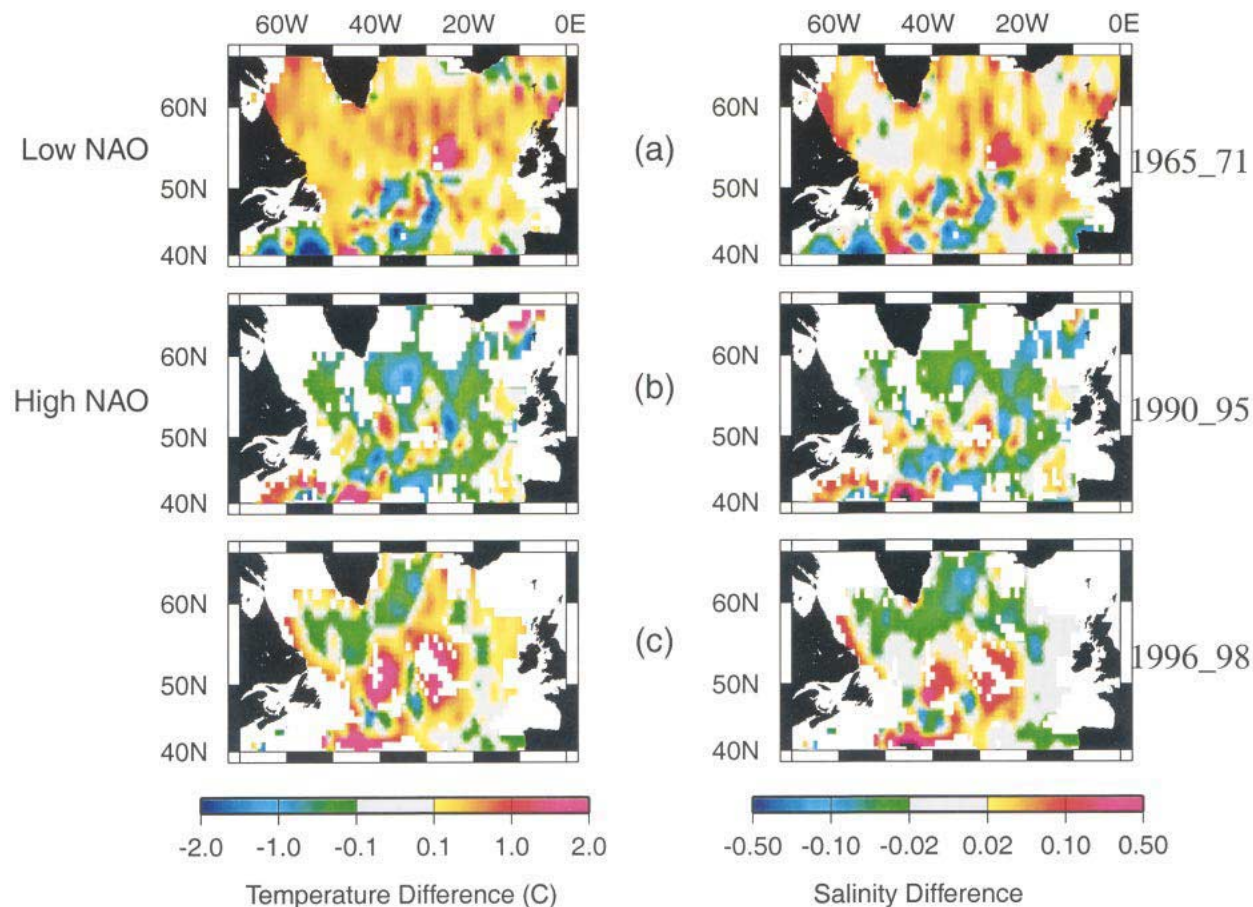 60W 40W 20W 0E 60W 40W 20W 0E
60N 60N
Low NAO (a) 1965_71
50N 50N
40N 40N
60N 60N
High NAO (b) 1990_95
50N 50N
40N 40N
60N 60N
(c) 1996_98
50N 50N
40N 40N
-2.0 -1.0 -0.1 0.1 1.0 2.0 -0.50 -0.10 -0.02 0.02 0.10 0.50
Temperature Difference (C) Salinity Difference